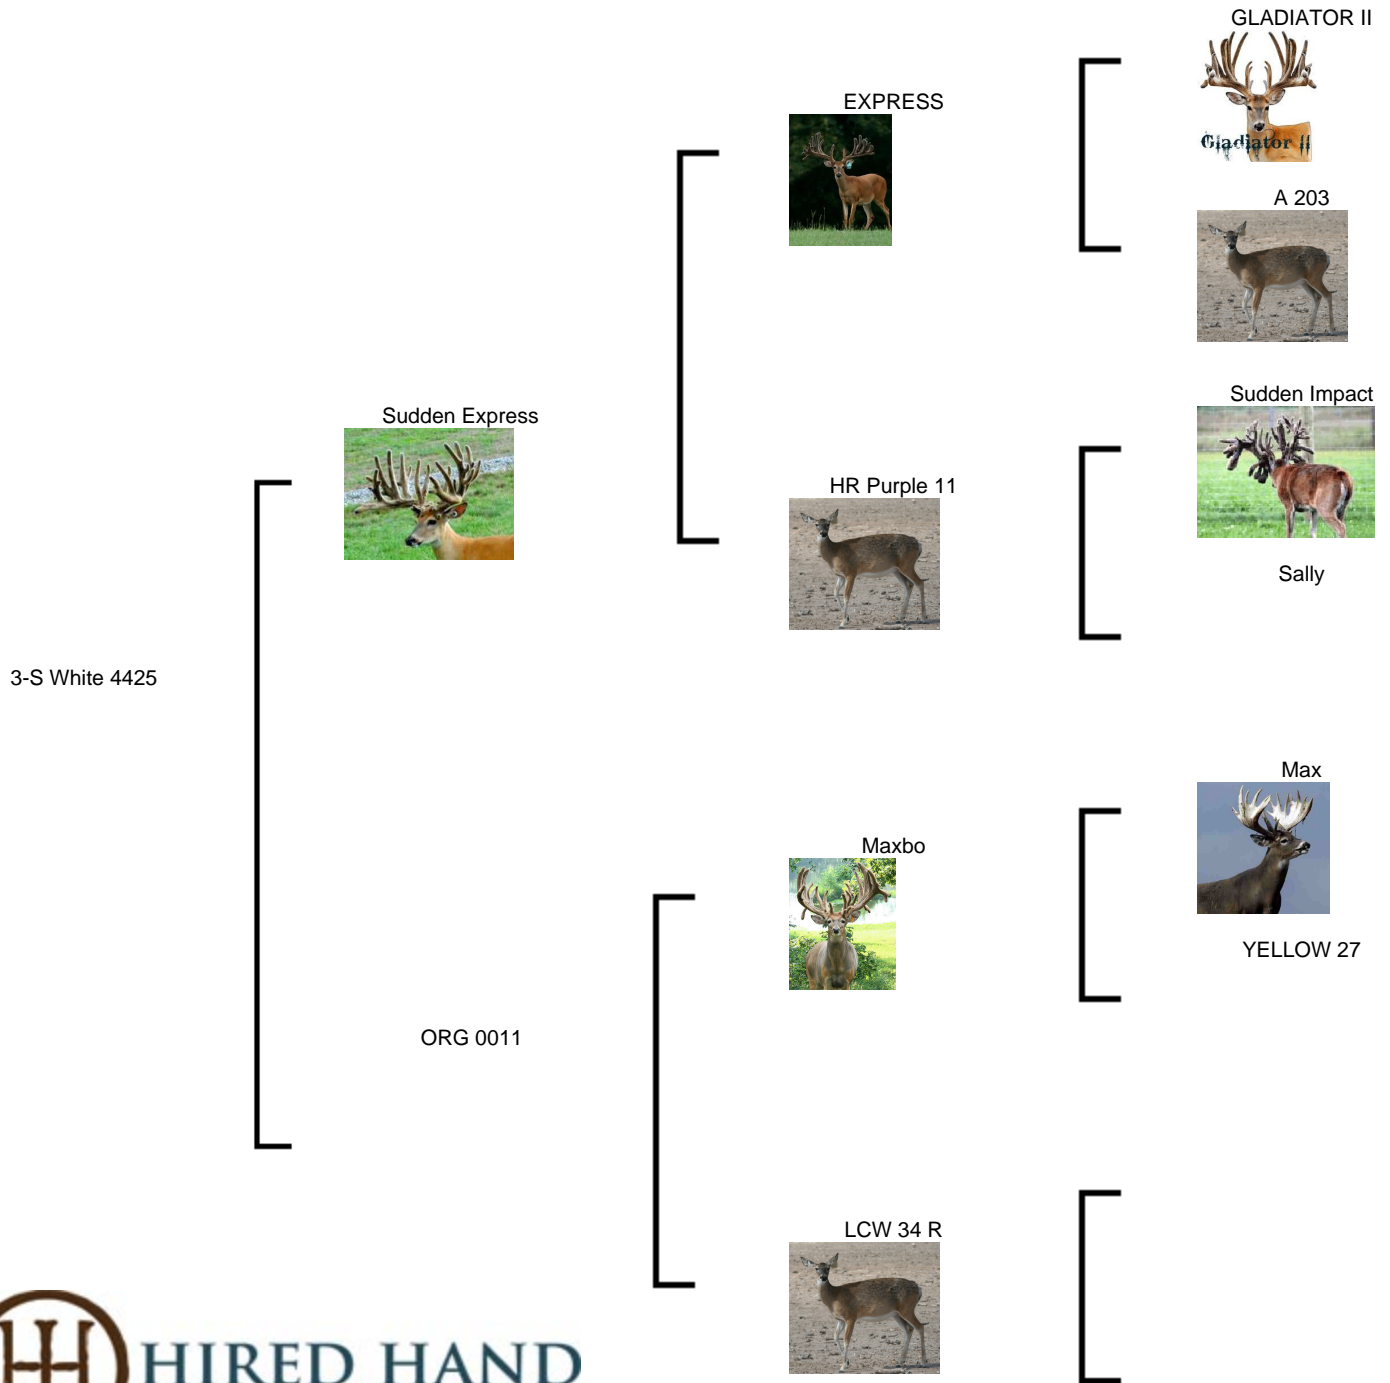 GLADIATOR II
Gladiator II
EXPRESS
A 203
Sudden Impact
Sudden Express
HR Purple 11
Sally
3-S White 4425
Max
Maxbo
YELLOW 27
ORG 0011
LCW 34 R
HIRED HAND